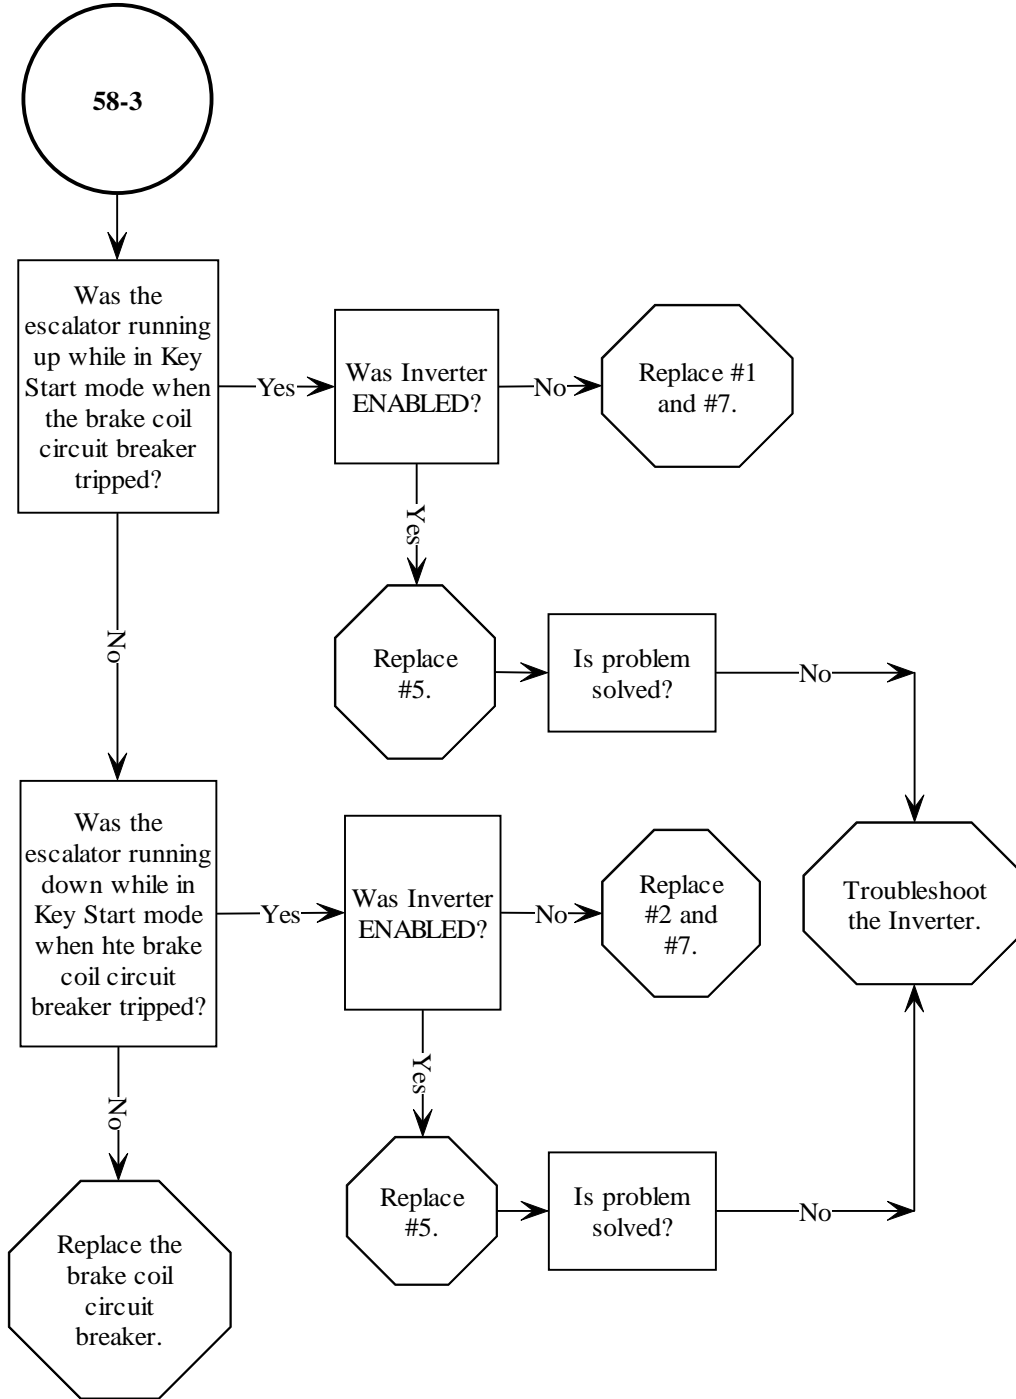 58-3
Was the
escalator running
up while in Key
Start mode when
the brake coil
circuit breaker
tripped?
Yes
Was Inverter
ENABLED?
No
Replace #1
and #7.
Yes
No
Replace
#5.
Is problem
solved?
No
Was the
escalator running
down while in
Key Start mode
when hte brake
coil circuit
breaker tripped?
Yes
Was Inverter
ENABLED?
No
Replace
#2 and
#7.
Troubleshoot
the Inverter.
Yes
No
Replace
#5.
Is problem
solved?
No
Replace the
brake coil
circuit
breaker.